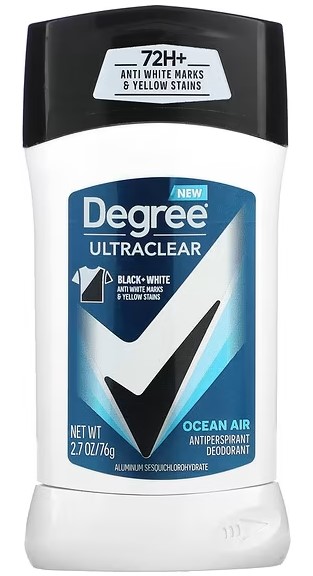 72H+
ANTI WHITE MARKS
& YELLOW STAINS
NEW
Degree
ULTRACLEAR
BLACK+WHITE
ANTI WHITE MARKS
& YELLOW STAINS
OCEAN AIR
ANTIPERSPIRANT
DEODORANT
NET WT
2.7 OZ/76g
ALUMINUM SESQUICHLOROHYDRATE